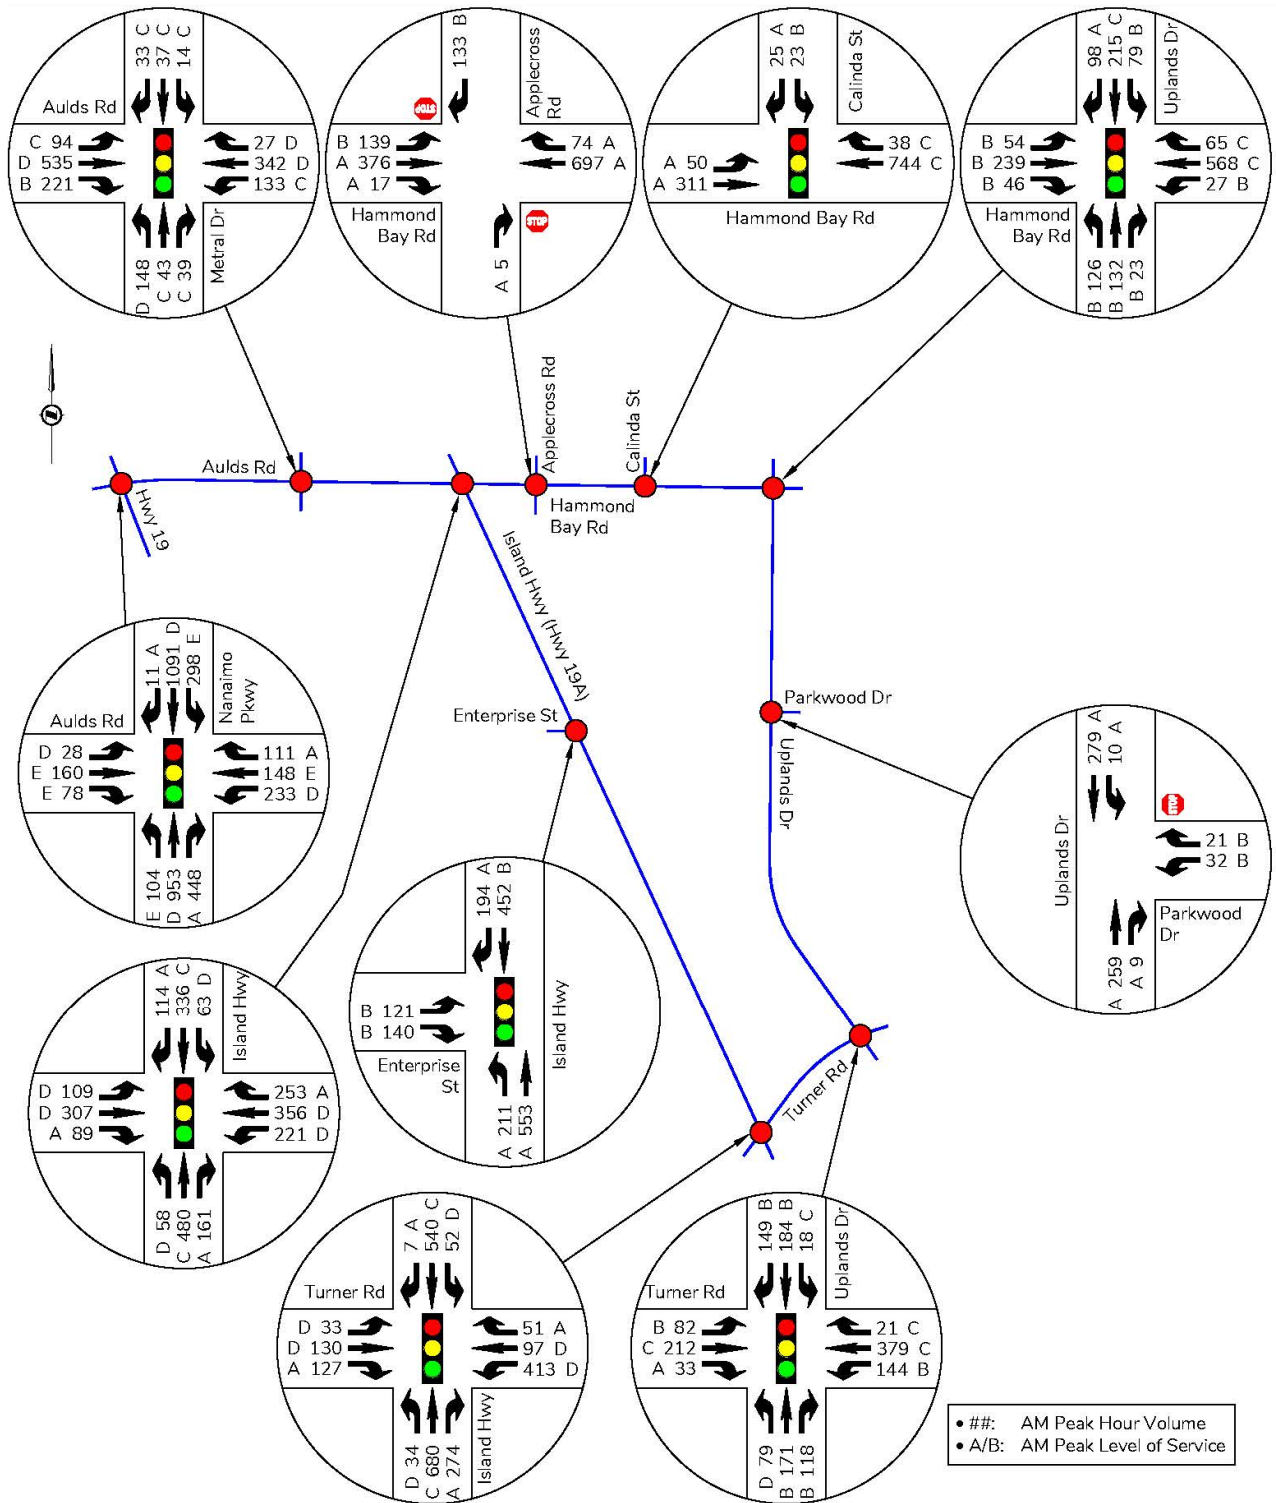 33 C
37 C
14 C
Aulds Rd
C 94
D 535
B 221
27 D
342 D
133 C
D 148
C 43
C 39
Metral Dr
133 B
Applecross
Rd
STOP
B 139
A 376
A 17
74 A
697 A
Hammond
Bay Rd
STOP
A 5
25 A
23 B
Calinda St
A 50
A 311
38 C
744 C
Hammond Bay Rd
98 A
215 C
79 B
Uplands Dr
B 54
B 239
B 46
65 C
568 C
27 B
Hammond
Bay Rd
B 126
B 132
B 23
Aulds Rd
Hwy 19
Applecross Rd
Calinda St
Hammond
Bay Rd
Island Hwy (Hwy 19A)
Enterprise St
Parkwood Dr
Uplands Dr
Turner Rd
11 A
1091 D
298 E
Nanaimo
Pkwy
Aulds Rd
D 28
E 160
E 78
111 A
148 E
233 D
E 104
D 953
A 448
279 A
10 A
STOP
Uplands Dr
21 B
32 B
Parkwood
Dr
A 259
A 9
194 A
452 B
B 121
B 140
Enterprise
St
Island Hwy
A 211
A 553
114 A
336 C
63 D
Island Hwy
D 109
D 307
A 89
253 A
356 D
221 D
D 58
C 480
A 161
7 A
540 C
52 D
Turner Rd
D 33
D 130
A 127
51 A
97 D
413 D
D 34
C 680
A 274
Island Hwy
149 B
184 B
18 C
Uplands Dr
Turner Rd
B 82
C 212
A 33
21 C
379 C
144 B
D 79
B 171
B 118
• ##: AM Peak Hour Volume
• A/B: AM Peak Level of Service